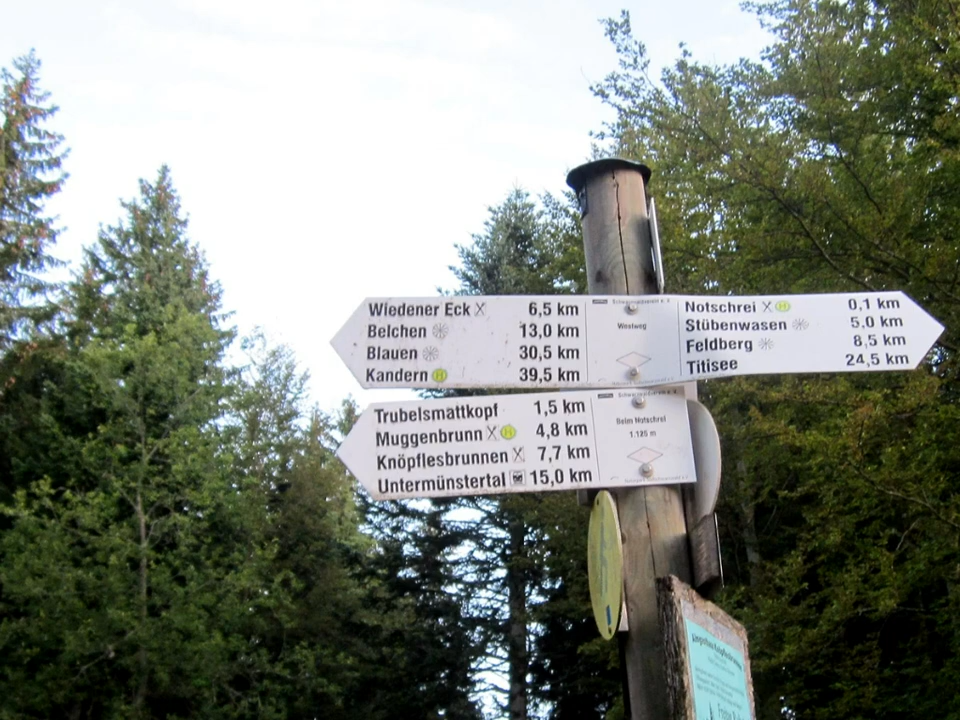 Wiedener Eck 6,5 km
Belchen 13,0 km
Blauen 30,5 km
Kandern H 39,5 km
Schwarzwaldverein e.V.
Westweg
Notschrei H 0,1 km
Stübenwasen 5,0 km
Feldberg 8,5 km
Titisee 24,5 km
Trubelsmattkopf 1,5 km
Muggenbrunn H 4,8 km
Knöpflesbrunnen 7,7 km
Untermünstertal 15,0 km
Schwarzwaldverein e.V.
Beim Notschrei
1.125 m